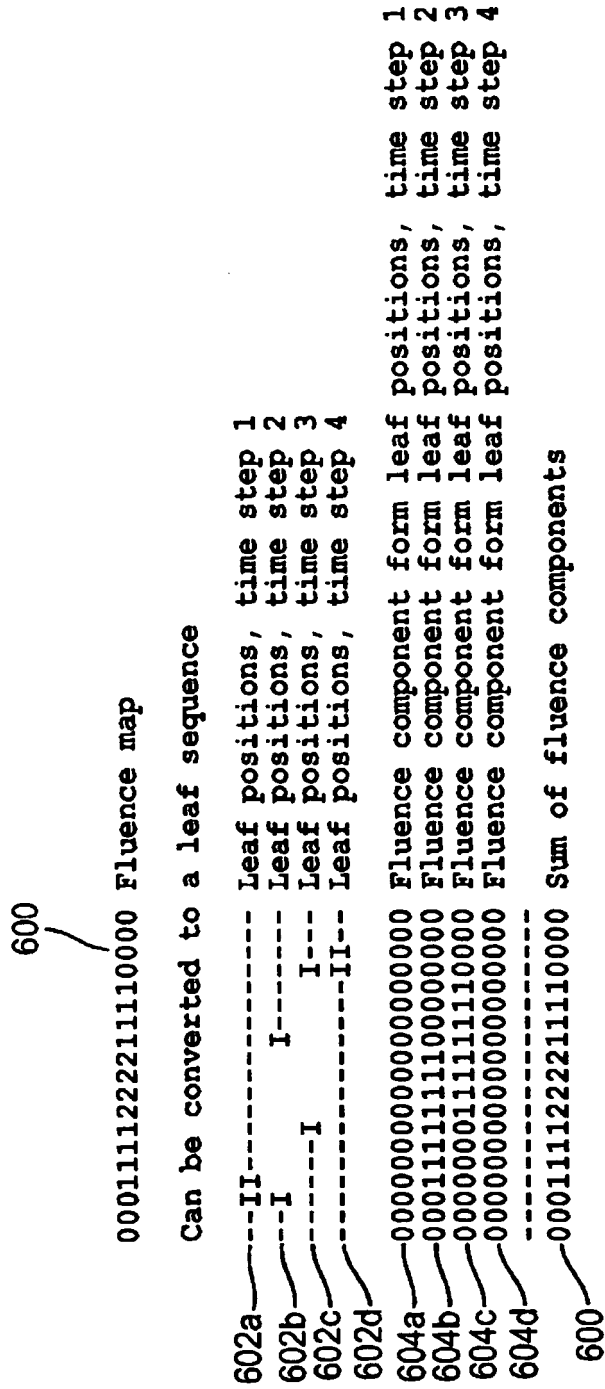 600
0001111222211110000 Fluence map
Can be converted to a leaf sequence
602a ---II-------------- Leaf positions, time step 1
602b --I        I------- Leaf positions, time step 2
602c ------I        I--- Leaf positions, time step 3
602d ---------------II-- Leaf positions, time step 4
604a 0000000000000000000 Fluence component form leaf positions, time step 1
604b 0001111111100000000 Fluence component form leaf positions, time step 2
604c 0000000111111110000 Fluence component form leaf positions, time step 3
604d 0000000000000000000 Fluence component form leaf positions, time step 4
-------------------
600 0001111222211110000 Sum of fluence components